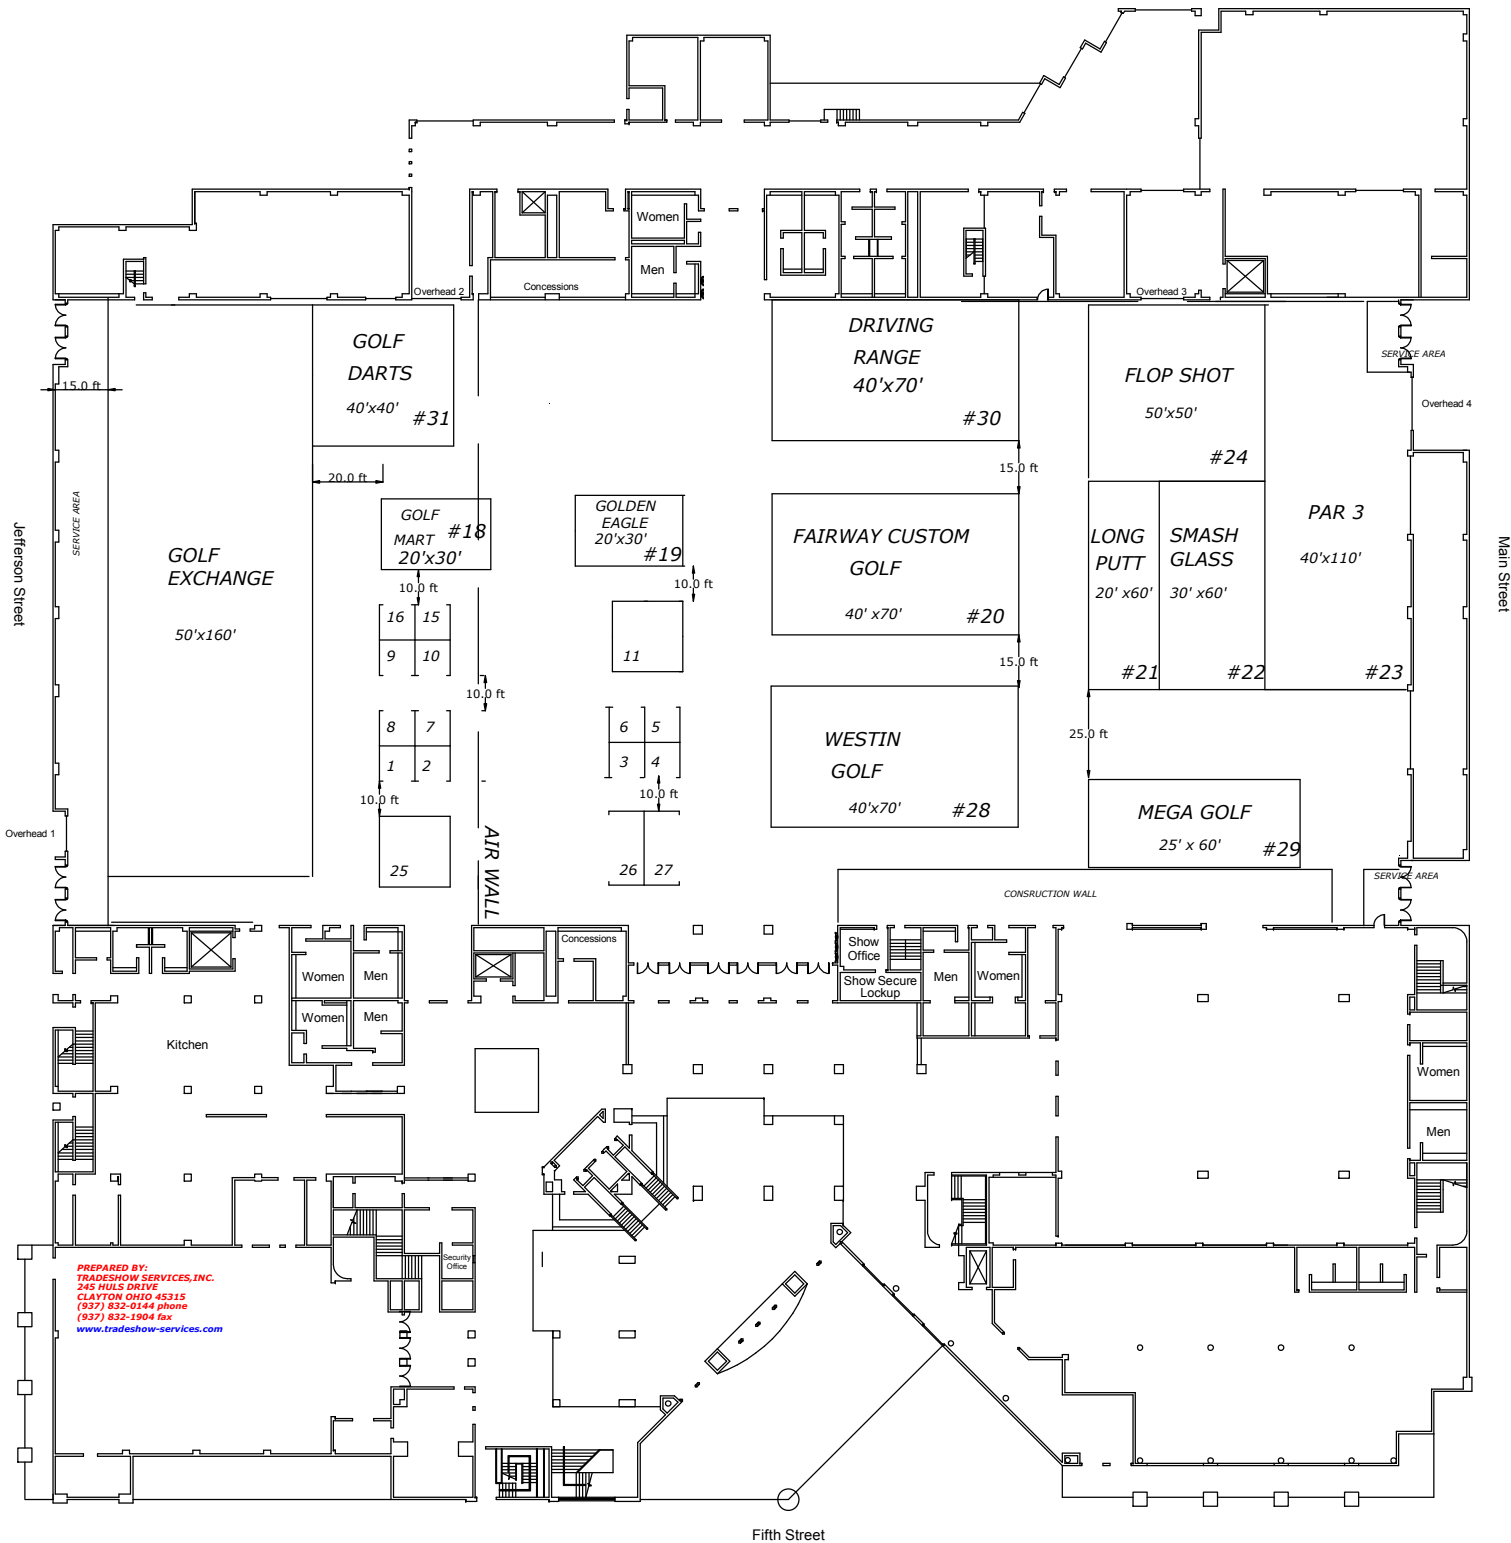 Women
Men
Concessions
Overhead 2
Overhead 3
SERVICE AREA
Overhead 4
15.0 ft
GOLF
DARTS
40'x40'
#31
DRIVING
RANGE
40'x70'
#30
FLOP SHOT
50'x50'
#24
20.0 ft
15.0 ft
SERVICE AREA
Jefferson Street
GOLF
EXCHANGE
50'x160'
GOLF
MART
#18
20'x30'
GOLDEN
EAGLE
20'x30'
#19
FAIRWAY CUSTOM
GOLF
40' x70'
#20
LONG
PUTT
20' x60'
#21
SMASH
GLASS
30' x60'
#22
PAR 3
40'x110'
#23
Main Street
10.0 ft
10.0 ft
16 15
9 10
11
15.0 ft
10.0 ft
8 7
1 2
6 5
3 4
10.0 ft
10.0 ft
WESTIN
GOLF
40'x70'
#28
25.0 ft
MEGA GOLF
25' x 60'
#29
Overhead 1
25
AIR WALL
26 27
SERVICE AREA
CONSRUCTION WALL
Concessions
Show
Office
Show Secure
Lockup
Women
Men
Men
Women
Women
Men
Kitchen
Women
Men
Security
Office
PREPARED BY:
TRADESHOW SERVICES,INC.
245 HULS DRIVE
CLAYTON OHIO 45315
(937) 832-0144 phone
(937) 832-1904 fax
www.tradeshow-services.com
Fifth Street